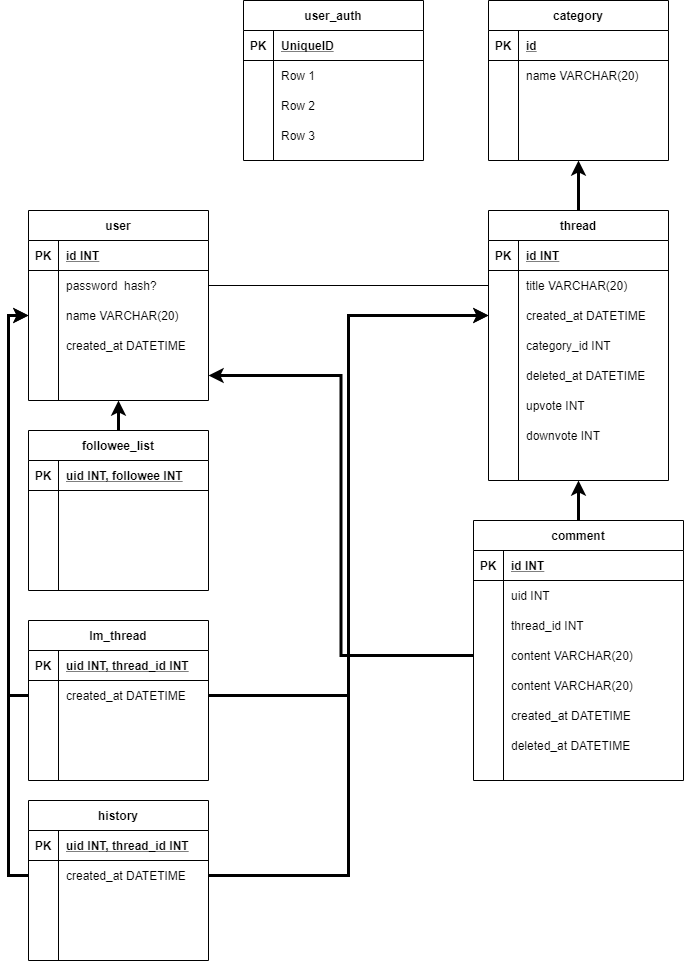 user_auth
PK UniqueID
Row 1
Row 2
Row 3
category
PK id
name VARCHAR(20)
user
PK id INT
password hash?
name VARCHAR(20)
created_at DATETIME
thread
PK id INT
title VARCHAR(20)
created_at DATETIME
category_id INT
deleted_at DATETIME
upvote INT
downvote INT
followee_list
PK uid INT, followee INT
comment
PK id INT
uid INT
thread_id INT
content VARCHAR(20)
content VARCHAR(20)
created_at DATETIME
deleted_at DATETIME
lm_thread
PK uid INT, thread_id INT
created_at DATETIME
history
PK uid INT, thread_id INT
created_at DATETIME